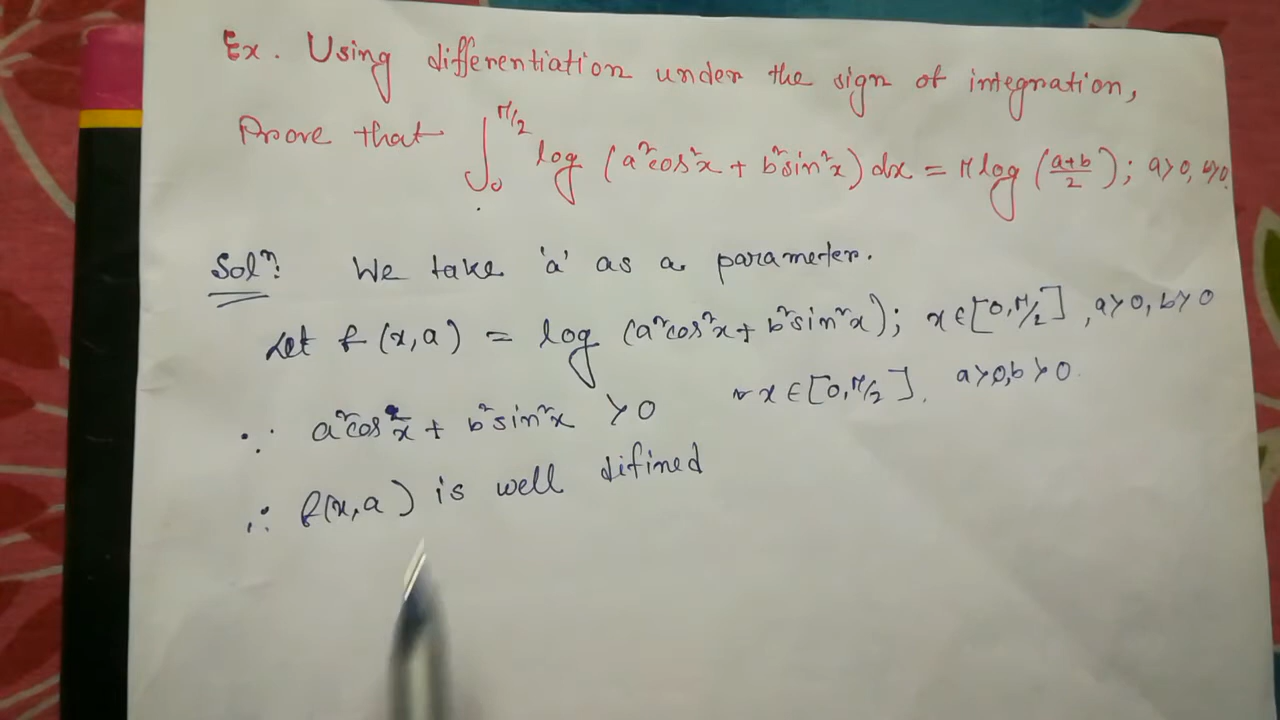 Ex. Using differentiation under the sign of integration,
Prove that ∫₀^{π/2} log (a²cos²x + b²sin²x) dx = π log ((a+b)/2); a>0, b>0.
Solⁿ: We take 'a' as a parameter.
Let f(x,a) = log (a²cos²x + b²sin²x); x∈[0,π/2], a>0, b>0
∵ a²cos²x + b²sin²x >0 ∀ x∈[0,π/2], a>0, b>0.
∴ f(x,a) is well difined